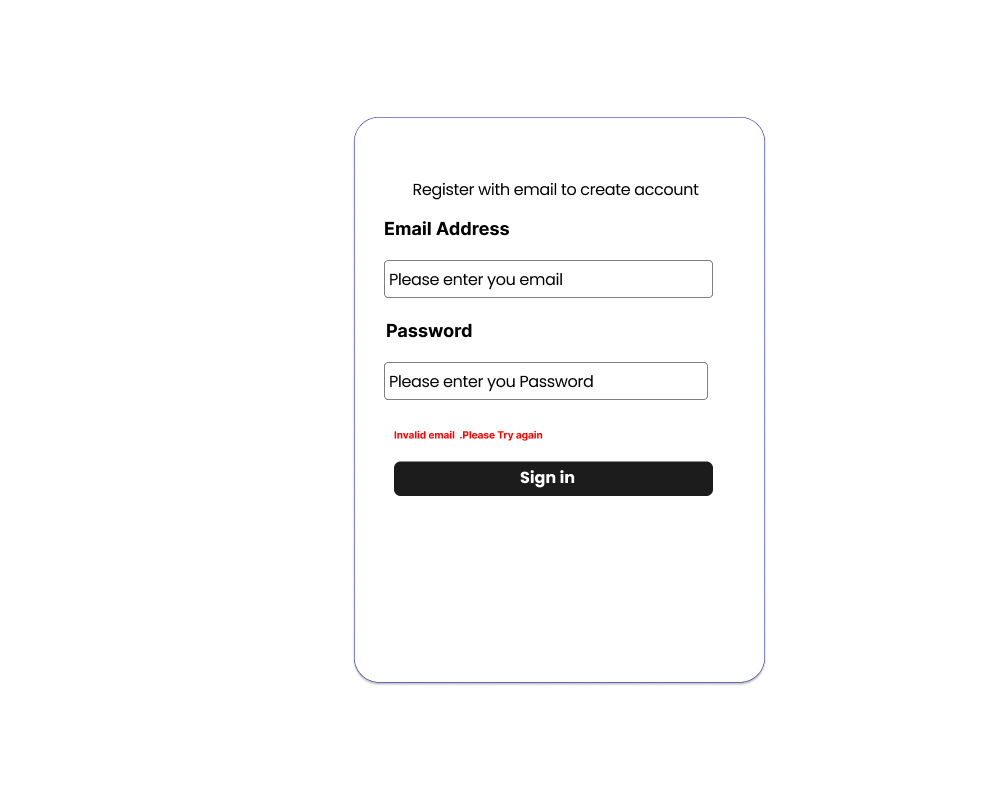 Register with email to create account
Email Address
Please enter you email
Password
Please enter you Password
Invalid email  .Please Try again
Sign in